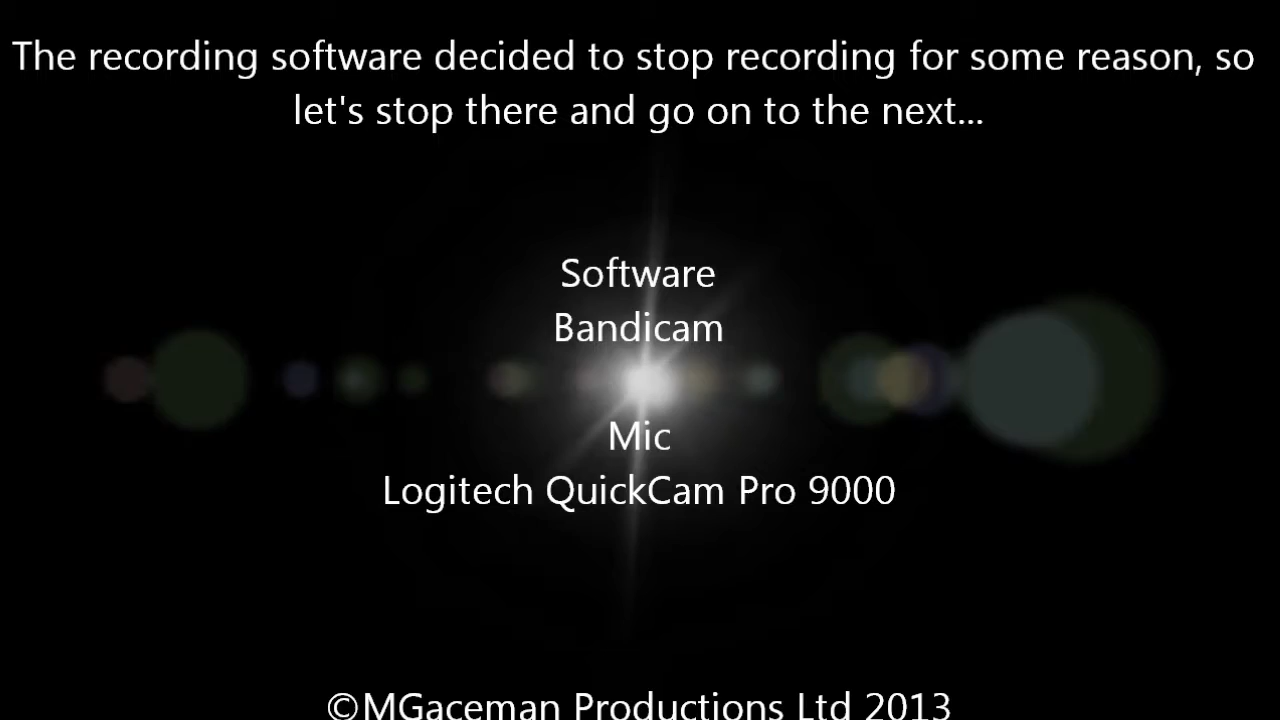 The recording software decided to stop recording for some reason, so
let's stop there and go on to the next...
Software
Bandicam
Mic
Logitech QuickCam Pro 9000
©MGaceman Productions Ltd 2013